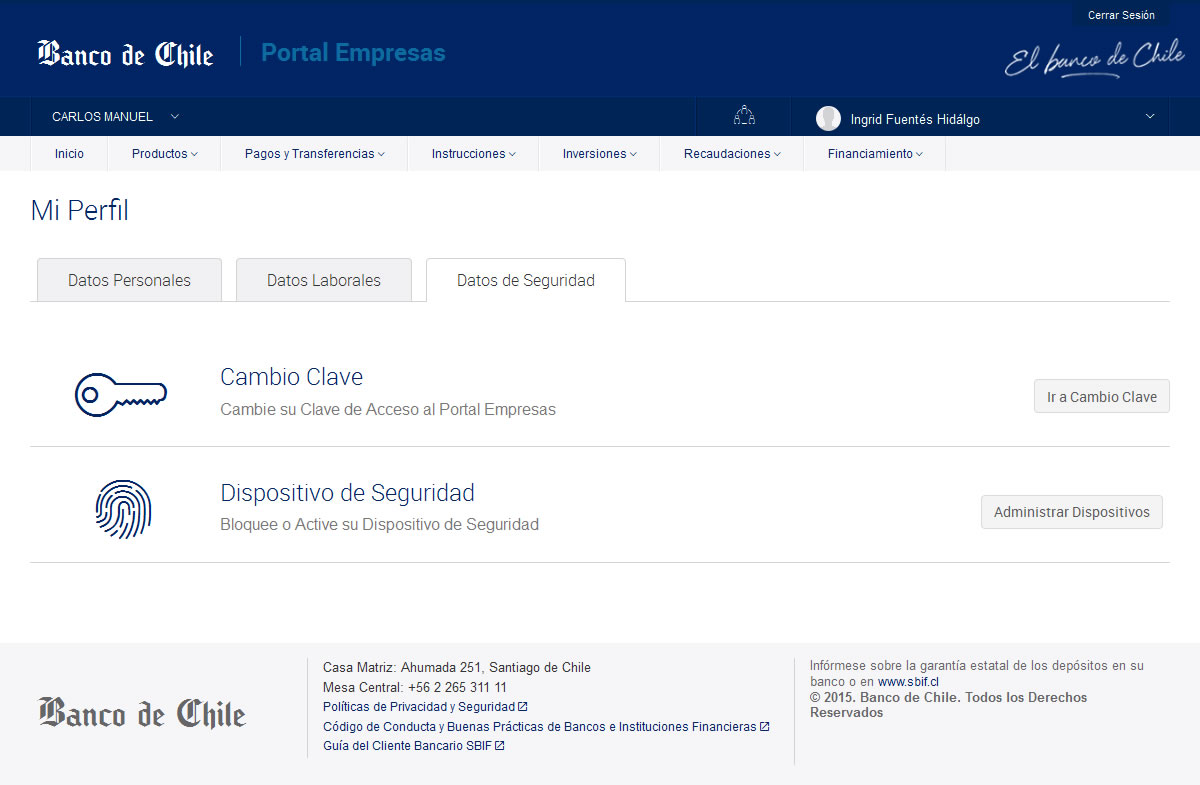 Cerrar Sesión
Banco de Chile
Portal Empresas
El banco de Chile
CARLOS MANUEL
Ingrid Fuentés Hidálgo
Inicio
Productos
Pagos y Transferencias
Instrucciones
Inversiones
Recaudaciones
Financiamiento
Mi Perfil
Datos Personales
Datos Laborales
Datos de Seguridad
Cambio Clave
Cambie su Clave de Acceso al Portal Empresas
Ir a Cambio Clave
Dispositivo de Seguridad
Bloquee o Active su Dispositivo de Seguridad
Administrar Dispositivos
Banco de Chile
Casa Matriz: Ahumada 251, Santiago de Chile
Mesa Central: +56 2 265 311 11
Políticas de Privacidad y Seguridad
Código de Conducta y Buenas Prácticas de Bancos e Instituciones Financieras
Guía del Cliente Bancario SBIF
Infórmese sobre la garantía estatal de los depósitos en su
banco o en www.sbif.cl
© 2015. Banco de Chile. Todos los Derechos
Reservados